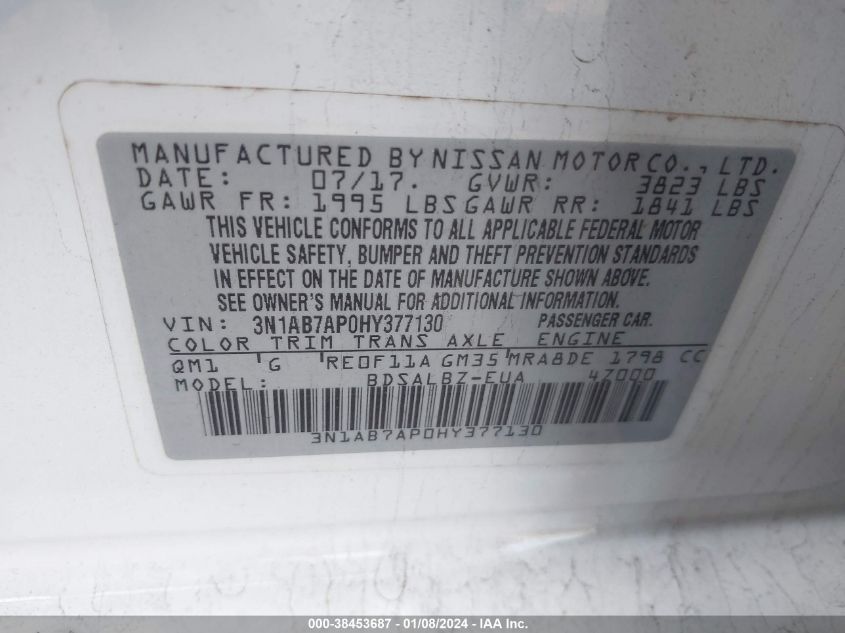 MANUFACTURED BY NISSAN MOTOR CO., LTD.
DATE: 07/17. GVWR: 3823 LBS
GAWR FR: 1995 LBS GAWR RR: 1841 LBS
THIS VEHICLE CONFORMS TO ALL APPLICABLE FEDERAL MOTOR
VEHICLE SAFETY, BUMPER AND THEFT PREVENTION STANDARDS
IN EFFECT ON THE DATE OF MANUFACTURE SHOWN ABOVE.
SEE OWNER'S MANUAL FOR ADDITIONAL INFORMATION.
VIN: 3N1AB7AP0HY377130 PASSENGER CAR.
COLOR TRIM TRANS AXLE ENGINE
QM1 G RE0F11A GM35 MRA8DE 1798 CC
MODEL: BDSALBZ-EUA 47000
3N1AB7AP0HY377130
000-38453687 - 01/08/2024 - IAA Inc.